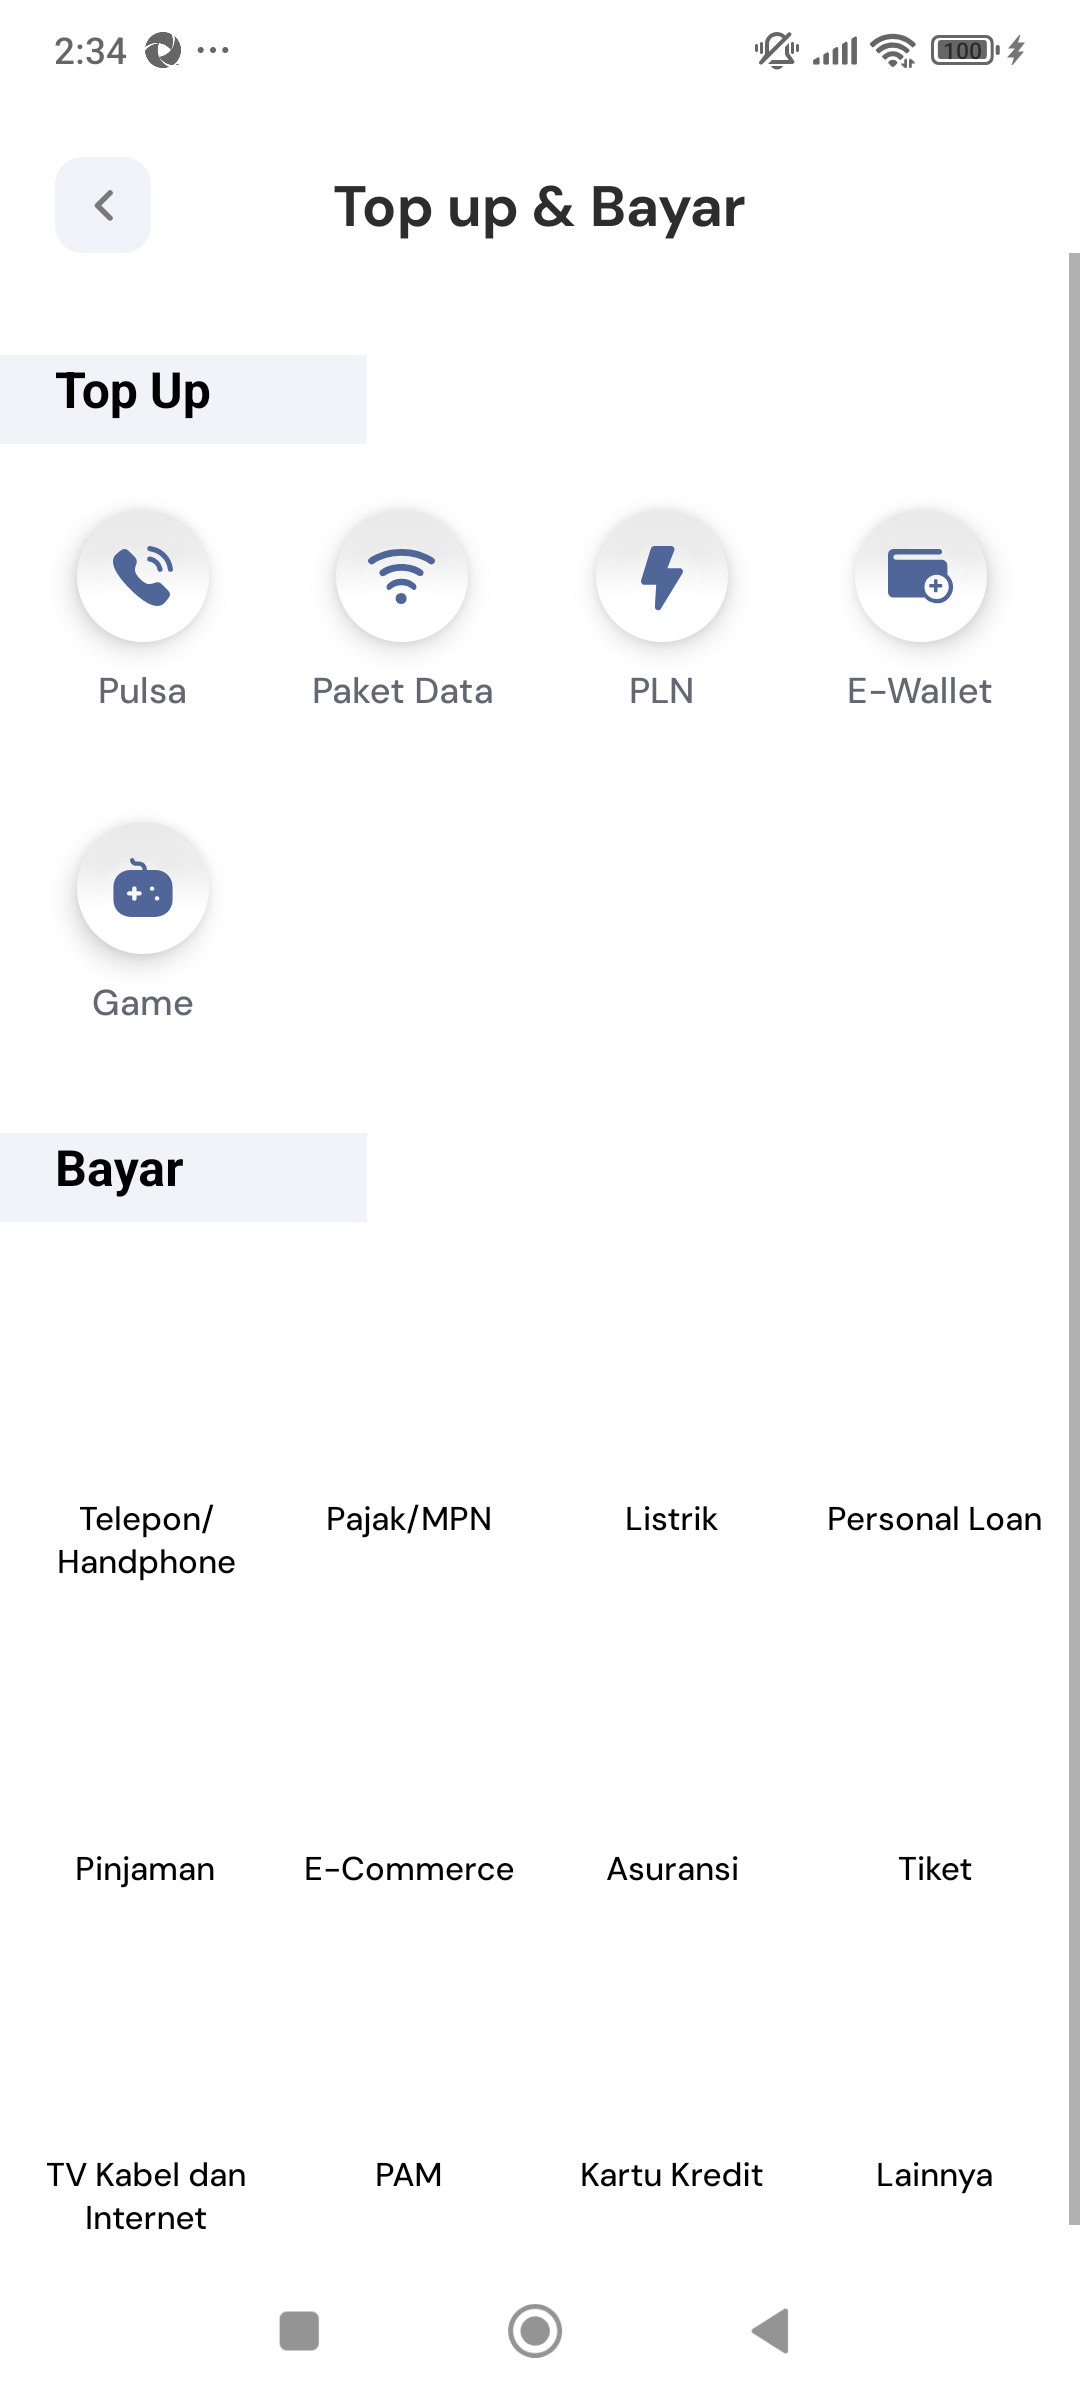 2:34
100
Top up & Bayar
Top Up
Pulsa
Paket Data
PLN
E-Wallet
Game
Bayar
Telepon/
Handphone
Pajak/MPN
Listrik
Personal Loan
Pinjaman
E-Commerce
Asuransi
Tiket
TV Kabel dan
Internet
PAM
Kartu Kredit
Lainnya